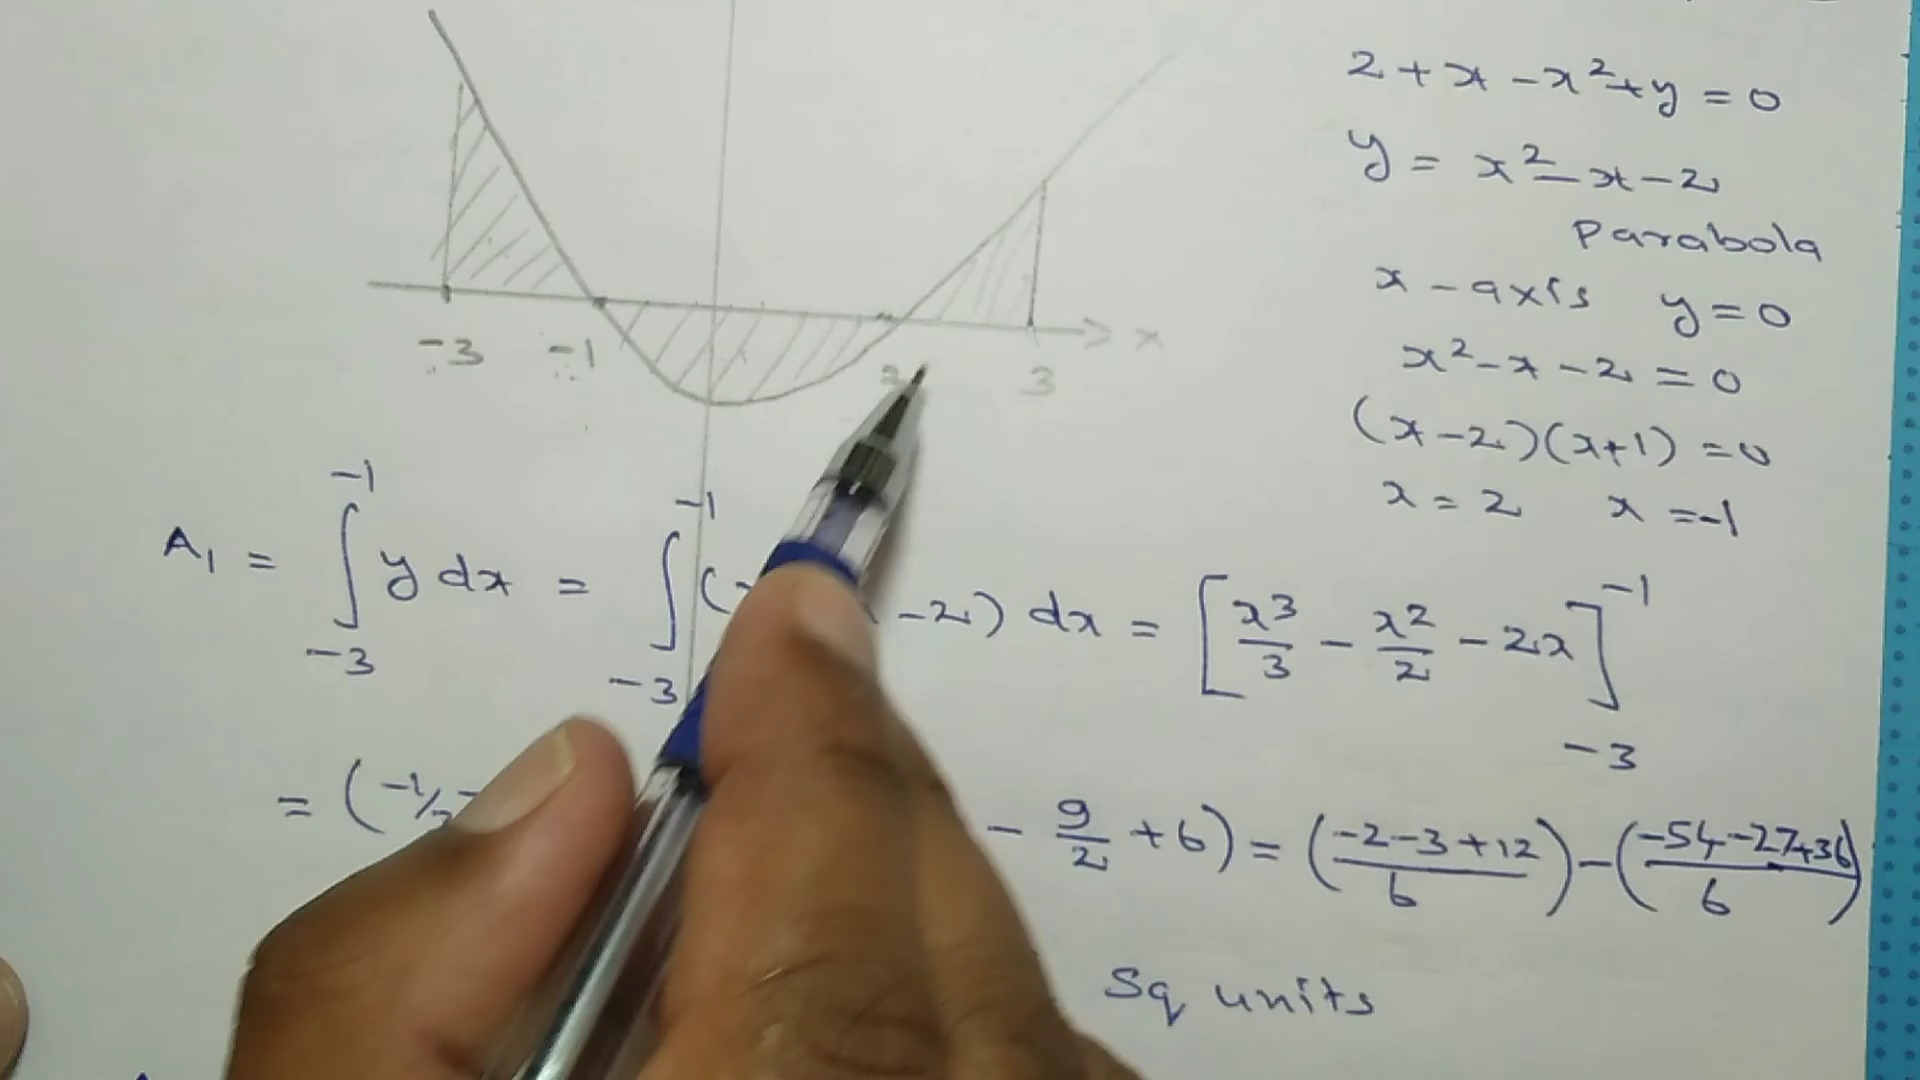 2 + x - x² + y = 0
y = x² - x - 2
Parabola
x - axis y = 0
x² - x - 2 = 0
(x - 2)(x + 1) = 0
x = 2 x = -1
-3 -1 2 3 x
A₁ = ∫₋₃⁻¹ y dx = ∫₋₃⁻¹ ( - 2) dx = [x³/3 - x²/2 - 2x]₋₃⁻¹
= (-1/3 - 9/2 + 6) = ((-2 - 3 + 12)/6) - ((-54 - 27 + 36)/6)
Sq units